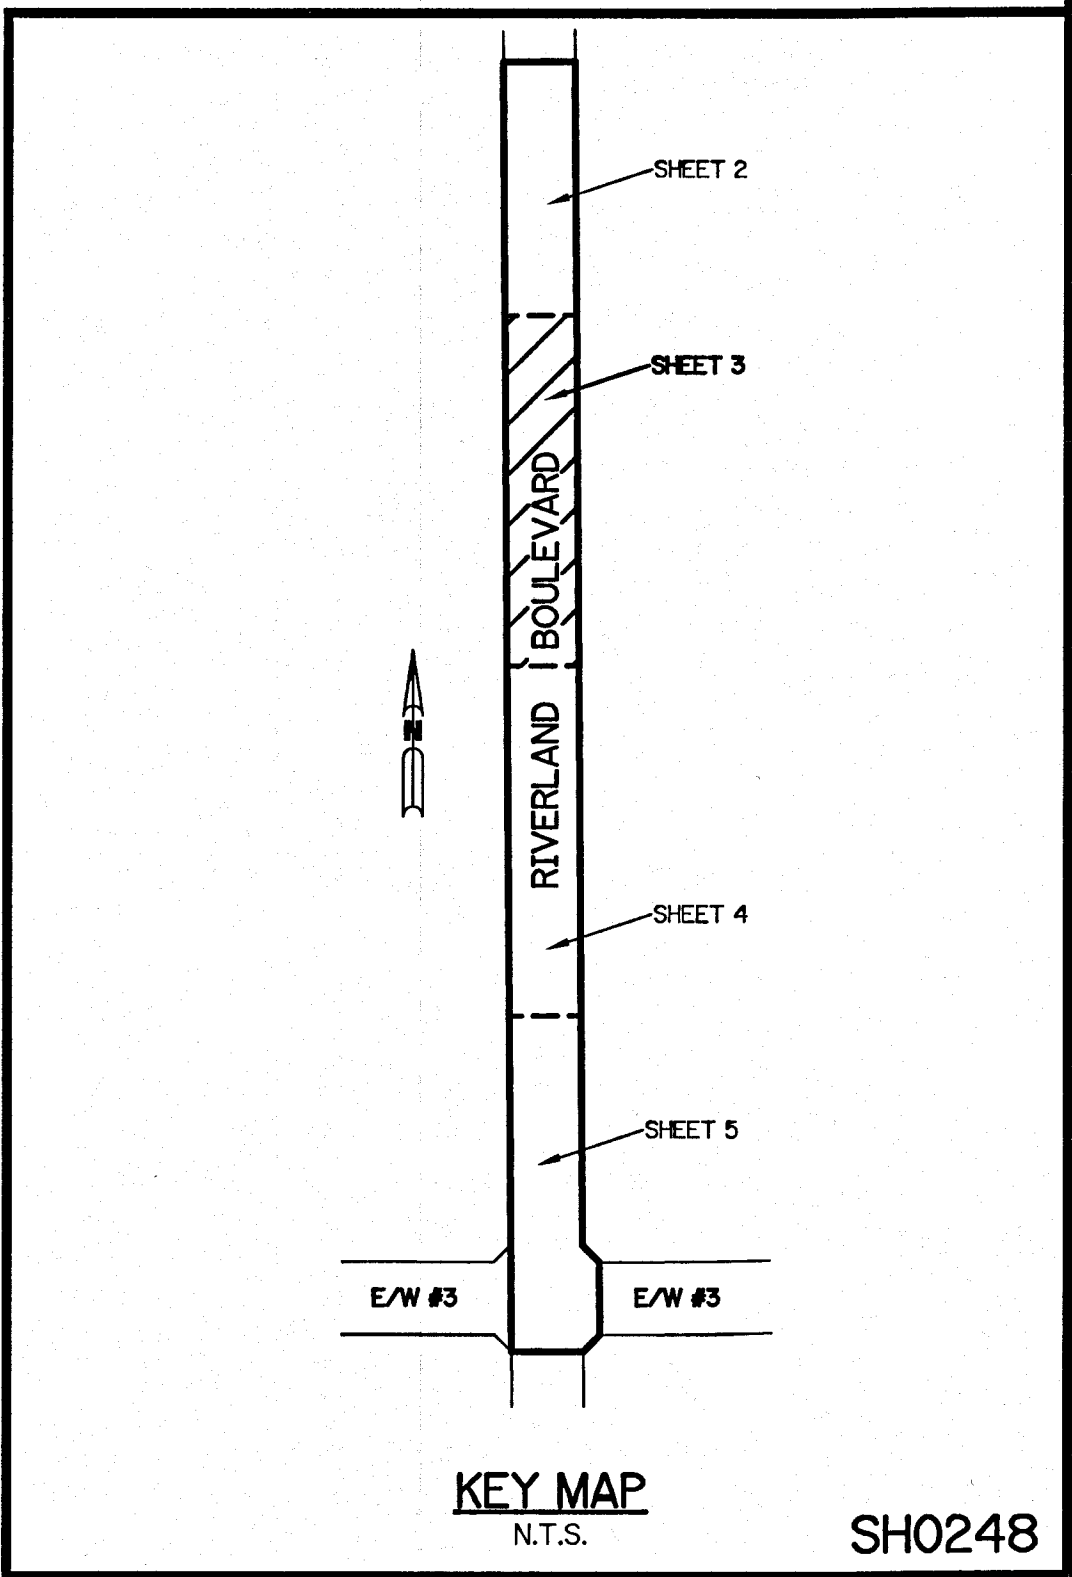 SHEET 2
SHEET 3
RIVERLAND BOULEVARD
N
SHEET 4
SHEET 5
E/W #3
E/W #3
KEY MAP
N.T.S.
SH0248